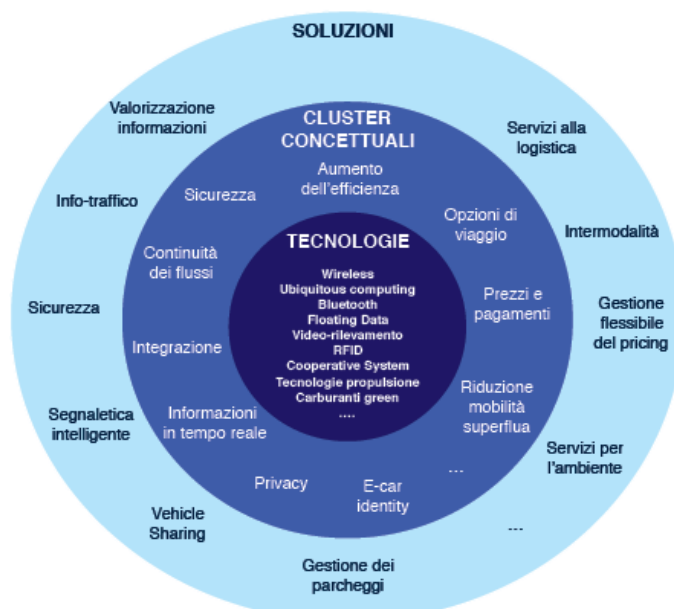 SOLUZIONI
Valorizzazione
informazioni
Info-traffico
Sicurezza
Segnaletica
intelligente
Vehicle
Sharing
Gestione dei
parcheggi
...
Servizi per
l'ambiente
Gestione
flessibile
del pricing
Intermodalità
Servizi alla
logistica
CLUSTER
CONCETTUALI
Aumento
dell'efficienza
Sicurezza
Continuità
dei flussi
Integrazione
Informazioni
in tempo reale
Privacy
E-car
identity
...
Riduzione
mobilità
superflua
Prezzi e
pagamenti
Opzioni di
viaggio
TECNOLOGIE
Wireless
Ubiquitous computing
Bluetooth
Floating Data
Video-rilevamento
RFID
Cooperative System
Tecnologie propulsione
Carburanti green
....